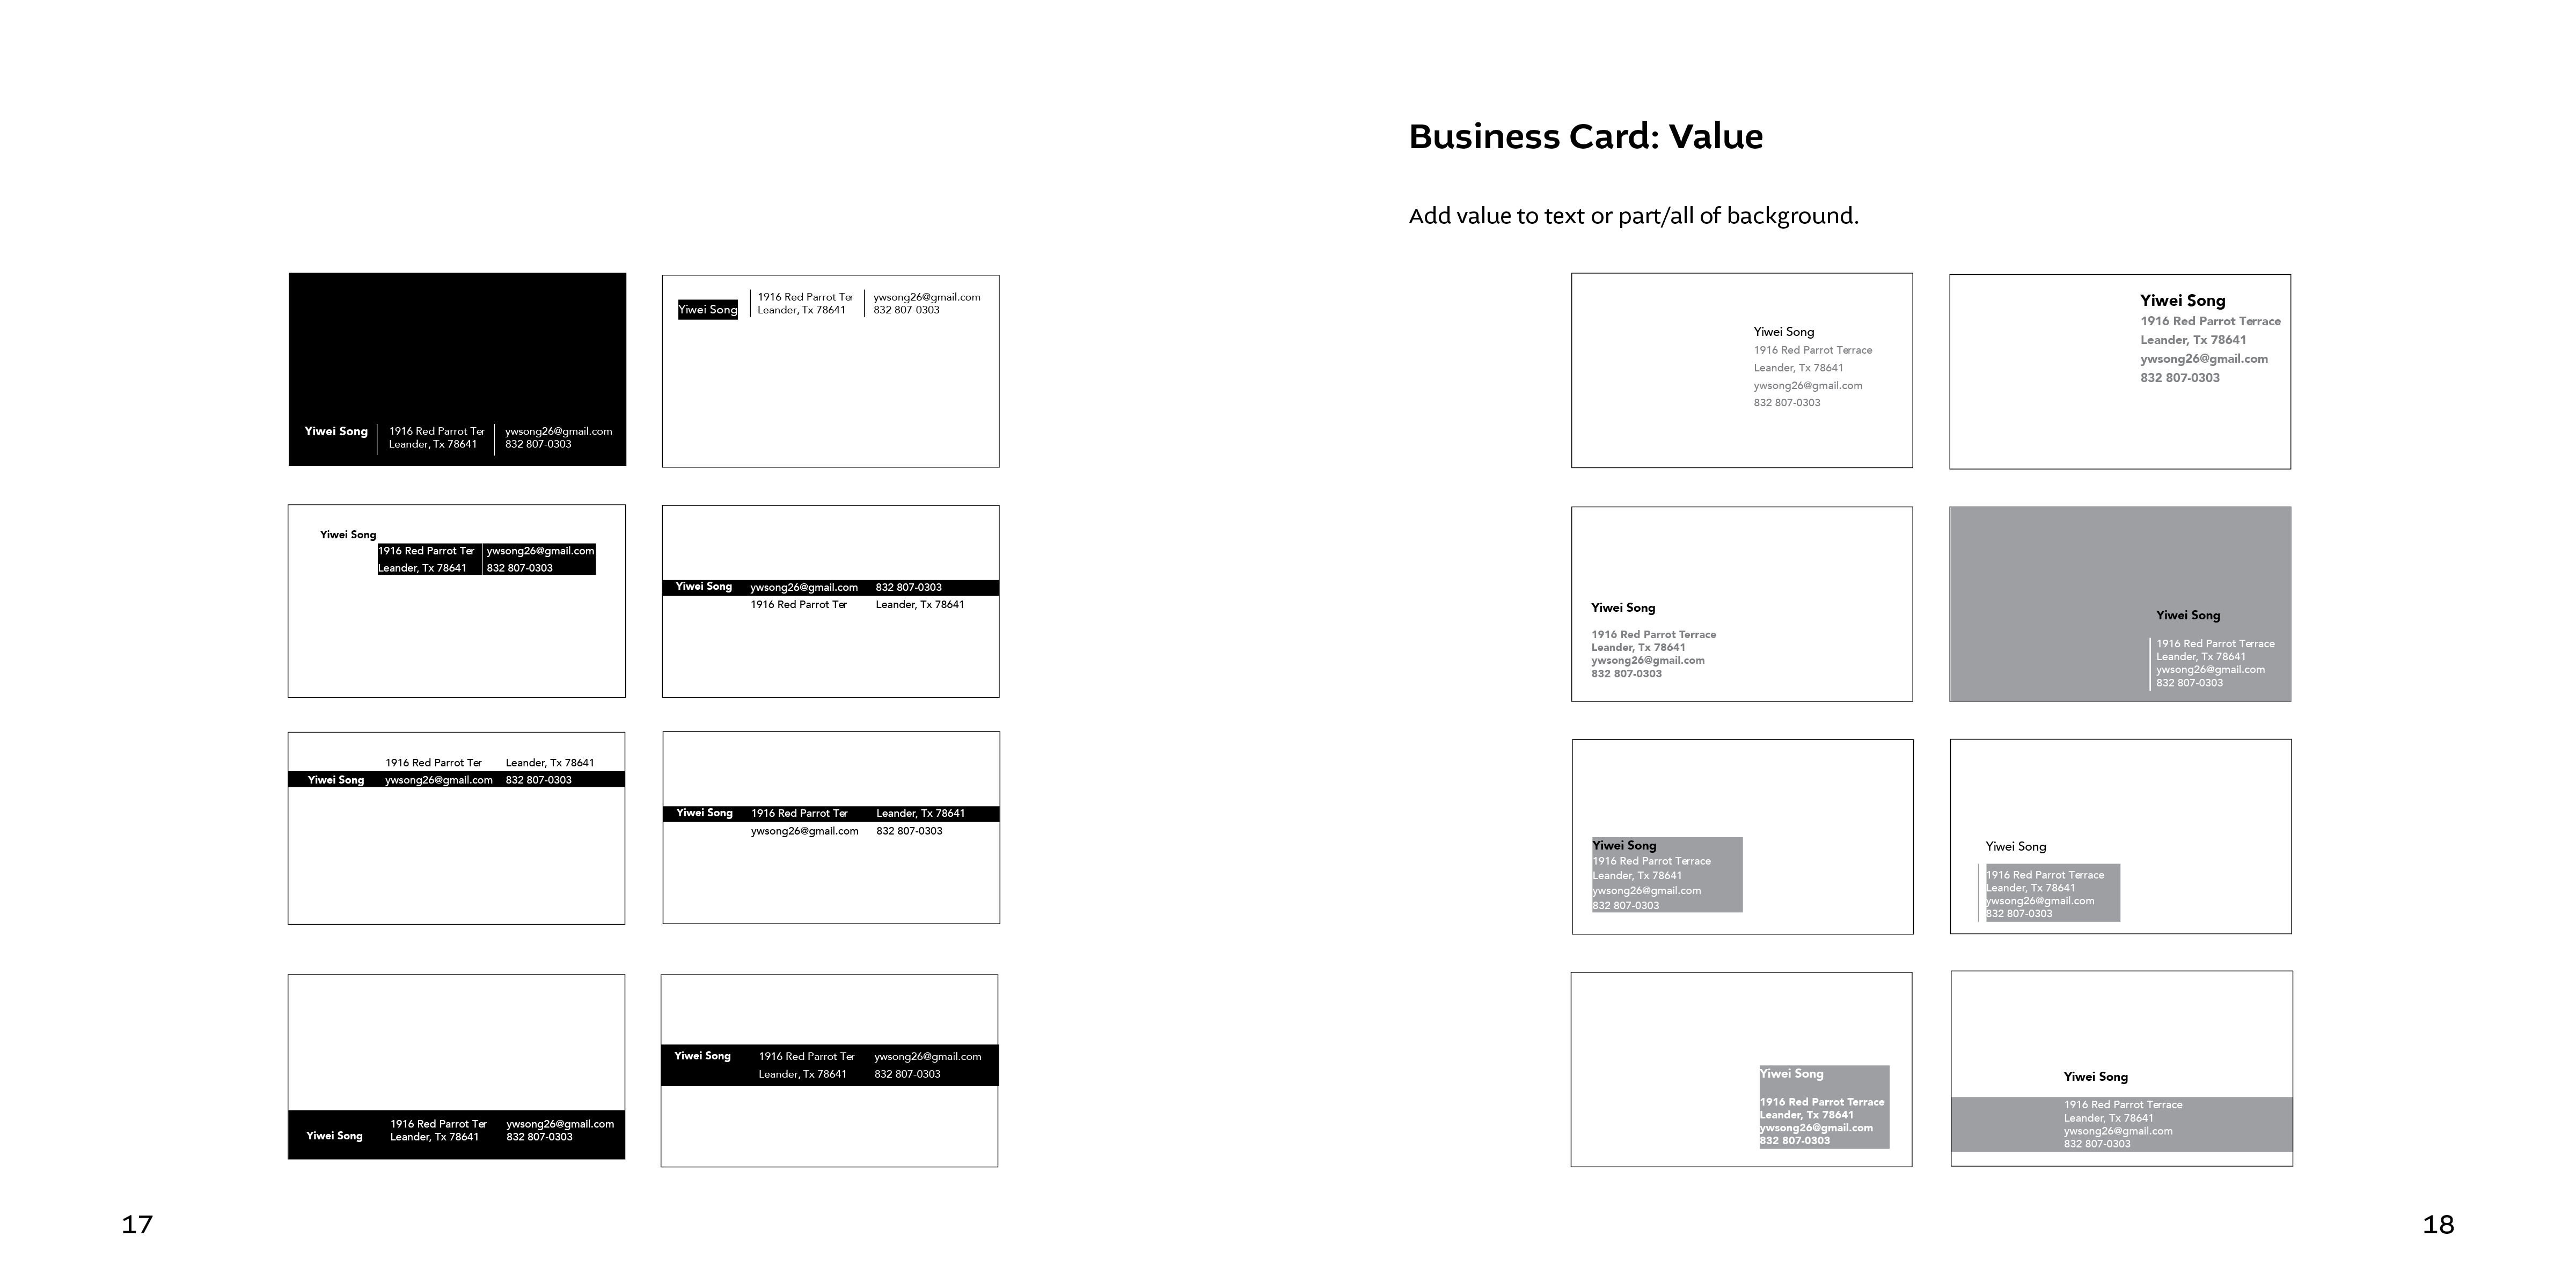 Yiwei Song
1916 Red Parrot Ter
Leander, Tx 78641
ywsong26@gmail.com
832 807-0303
Yiwei Song
1916 Red Parrot Ter
Leander, Tx 78641
ywsong26@gmail.com
832 807-0303
Yiwei Song
1916 Red Parrot Ter
Leander, Tx 78641
ywsong26@gmail.com
832 807-0303
Yiwei Song ywsong26@gmail.com 832 807-0303
1916 Red Parrot Ter Leander, Tx 78641
1916 Red Parrot Ter Leander, Tx 78641
Yiwei Song ywsong26@gmail.com 832 807-0303
Yiwei Song 1916 Red Parrot Ter Leander, Tx 78641
ywsong26@gmail.com 832 807-0303
Yiwei Song
1916 Red Parrot Ter
Leander, Tx 78641
ywsong26@gmail.com
832 807-0303
Yiwei Song
1916 Red Parrot Ter
Leander, Tx 78641
ywsong26@gmail.com
832 807-0303
17
Business Card: Value
Add value to text or part/all of background.
Yiwei Song
1916 Red Parrot Terrace
Leander, Tx 78641
ywsong26@gmail.com
832 807-0303
Yiwei Song
1916 Red Parrot Terrace
Leander, Tx 78641
ywsong26@gmail.com
832 807-0303
Yiwei Song
1916 Red Parrot Terrace
Leander, Tx 78641
ywsong26@gmail.com
832 807-0303
Yiwei Song
1916 Red Parrot Terrace
Leander, Tx 78641
ywsong26@gmail.com
832 807-0303
Yiwei Song
1916 Red Parrot Terrace
Leander, Tx 78641
ywsong26@gmail.com
832 807-0303
Yiwei Song
1916 Red Parrot Terrace
Leander, Tx 78641
ywsong26@gmail.com
832 807-0303
Yiwei Song
1916 Red Parrot Terrace
Leander, Tx 78641
ywsong26@gmail.com
832 807-0303
Yiwei Song
1916 Red Parrot Terrace
Leander, Tx 78641
ywsong26@gmail.com
832 807-0303
18